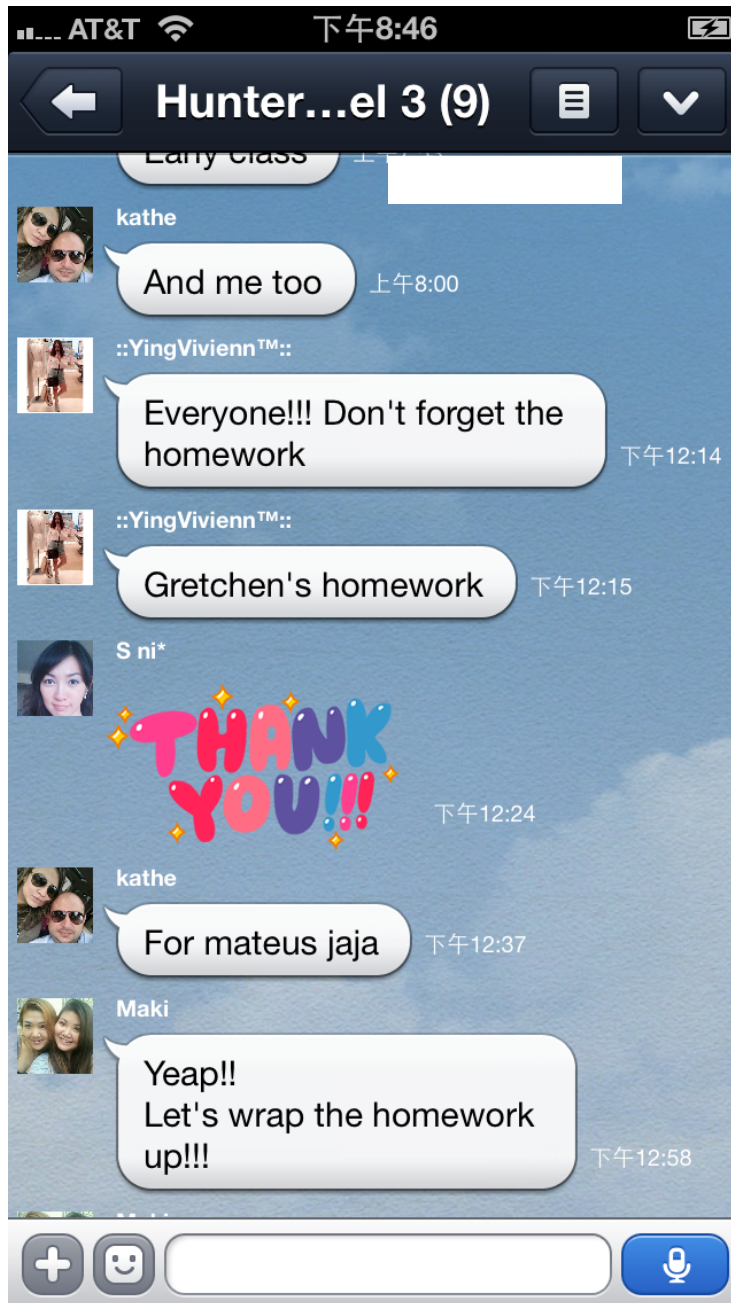 AT&T 下午8:46
Hunter...el 3 (9)
Early class
kathe
And me too 上午8:00
::YingVivienn™::
Everyone!!! Don't forget the
homework 下午12:14
::YingVivienn™::
Gretchen's homework 下午12:15
S ni*
THANK
YOU!!! 下午12:24
kathe
For mateus jaja 下午12:37
Maki
Yeap!!
Let's wrap the homework
up!!! 下午12:58